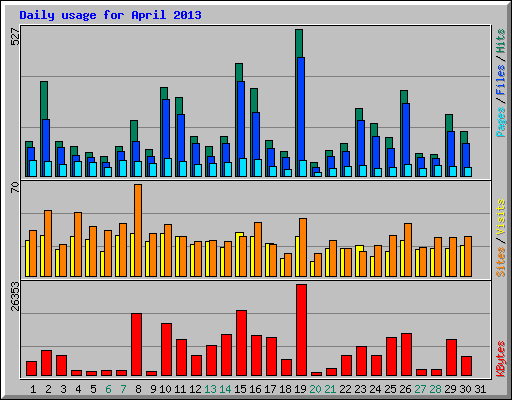 Daily usage for April 2013
527
Pages / Files / Hits
70
Sites / Visits
26353
KBytes
1 2 3 4 5 6 7 8 9 10 11 12 13 14 15 16 17 18 19 20 21 22 23 24 25 26 27 28 29 30 31